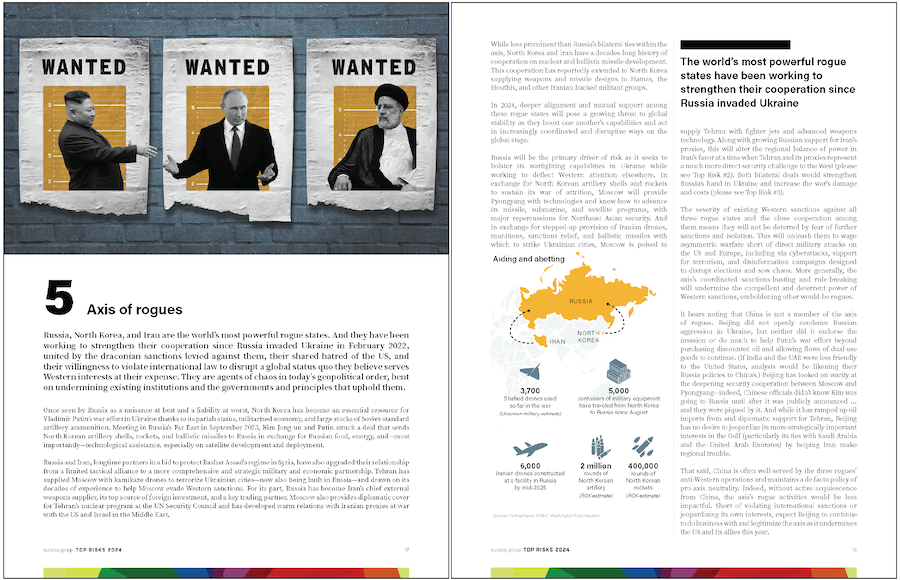 WANTED
WANTED
WANTED
5
Axis of rogues
Russia, North Korea, and Iran are the world's most powerful rogue states. And they have been
working to strengthen their cooperation since Russia invaded Ukraine in February 2022,
united by the draconian sanctions levied against them, their shared hatred of the US, and
their willingness to violate international law to disrupt a global status quo they believe serves
Western interests at their expense. They are agents of chaos in today's geopolitical order, bent
on undermining existing institutions and the governments and principles that uphold them.
Once seen by Russia as a nuisance at best and a liability at worst, North Korea has become an essential resource for
Vladimir Putin's war effort in Ukraine thanks to its pariah status, militarized economy, and large stocks of Soviet-standard
artillery ammunition. Meeting in Russia's Far East in September 2023, Kim Jong un and Putin struck a deal that sends
North Korean artillery shells, rockets, and ballistic missiles to Russia in exchange for Russian food, energy, and—most
importantly—technological assistance, especially on satellite development and deployment.
Russia and Iran, longtime partners in a bid to protect Bashar Assad's regime in Syria, have also upgraded their relationship
from a limited tactical alliance to a more comprehensive and strategic military and economic partnership. Tehran has
supplied Moscow with kamikaze drones to terrorize Ukrainian cities—now also being built in Russia—and drawn on its
decades of experience to help Moscow evade Western sanctions. For its part, Russia has become Iran's chief external
weapons supplier, its top source of foreign investment, and a key trading partner. Moscow also provides diplomatic cover
for Tehran's nuclear program at the UN Security Council and has developed warm relations with Iranian proxies at war
with the US and Israel in the Middle East.
eurasia group TOP RISKS 2024
17
While less prominent than Russia's bilateral ties within the
axis, North Korea and Iran have a decades-long history of
cooperation on nuclear and ballistic missile development.
This cooperation has reportedly extended to North Korea
supplying weapons and missile designs to Hamas, the
Houthis, and other Iranian-backed militant groups.
In 2024, deeper alignment and mutual support among
these rogue states will pose a growing threat to global
stability as they boost one another's capabilities and act
in increasingly coordinated and disruptive ways on the
global stage.
Russia will be the primary driver of risk as it seeks to
bolster its warfighting capabilities in Ukraine while
working to deflect Western attention elsewhere. In
exchange for North Korean artillery shells and rockets
to sustain its war of attrition, Moscow will provide
Pyongyang with technologies and know-how to advance
its missile, submarine, and satellite programs, with
major repercussions for Northeast Asian security. And
in exchange for stepped-up provision of Iranian drones,
munitions, sanctions relief, and ballistic missiles with
which to strike Ukrainian cities, Moscow is poised to
Aiding and abetting
RUSSIA
IRAN
NORTH
KOREA
3,700
Shahed drones used
so far in the war
(Ukrainian military estimate)
5,000
containers of military equipment
have traveled from North Korea
to Russia since August
6,000
Iranian drones constructed
at a facility in Russia
by mid-2025
2 million
rounds of
North Korean
artillery
(ROK estimate)
400,000
rounds of
North Korean
rockets
(ROK estimate)
The world's most powerful rogue
states have been working to
strengthen their cooperation since
Russia invaded Ukraine
supply Tehran with fighter jets and advanced weapons
technology. Along with growing Russian support for Iran's
proxies, this will alter the regional balance of power in
Iran's favor at a time when Tehran and its proxies represent
a much more direct security challenge to the West (please
see Top Risk #2). Both bilateral deals would strengthen
Russia's hand in Ukraine and increase the war's damage
and costs (please see Top Risk #3).
The severity of existing Western sanctions against all
three rogue states and the close cooperation among
them means they will not be deterred by fear of further
sanctions and isolation. This will unleash them to wage
asymmetric warfare short of direct military attacks on
the US and Europe, including via cyberattacks, support
for terrorism, and disinformation campaigns designed
to disrupt elections and sow chaos. More generally, the
axis's coordinated sanctions-busting and rule-breaking
will undermine the compellent and deterrent power of
Western sanctions, emboldening other would-be rogues.
It bears noting that China is not a member of the axis
of rogues. Beijing did not openly condemn Russian
aggression in Ukraine, but neither did it endorse the
invasion or do much to help Putin's war effort beyond
purchasing discounted oil and allowing flows of dual-use
goods to continue. (If India and the UAE were less friendly
to the United States, analysts would be likening their
Russia policies to China's.) Beijing has looked on warily at
the deepening security cooperation between Moscow and
Pyongyang—indeed, Chinese officials didn't know Kim was
going to Russia until after it was publicly announced ...
and they were piqued by it. And while it has ramped up oil
imports from and diplomatic support for Tehran, Beijing
has no desire to jeopardize its more strategically important
interests in the Gulf (particularly its ties with Saudi Arabia
and the United Arab Emirates) by helping Iran make
regional trouble.
That said, China is often well-served by the three rogues'
anti-Western operations and maintains a de facto policy of
pro-axis neutrality. Indeed, without active acquiescence
from China, the axis's rogue activities would be less
impactful. Short of violating international sanctions or
jeopardizing its own interests, expect Beijing to continue
to do business with and legitimize the axis as it undermines
the US and its allies this year.
eurasia group TOP RISKS 2024
18